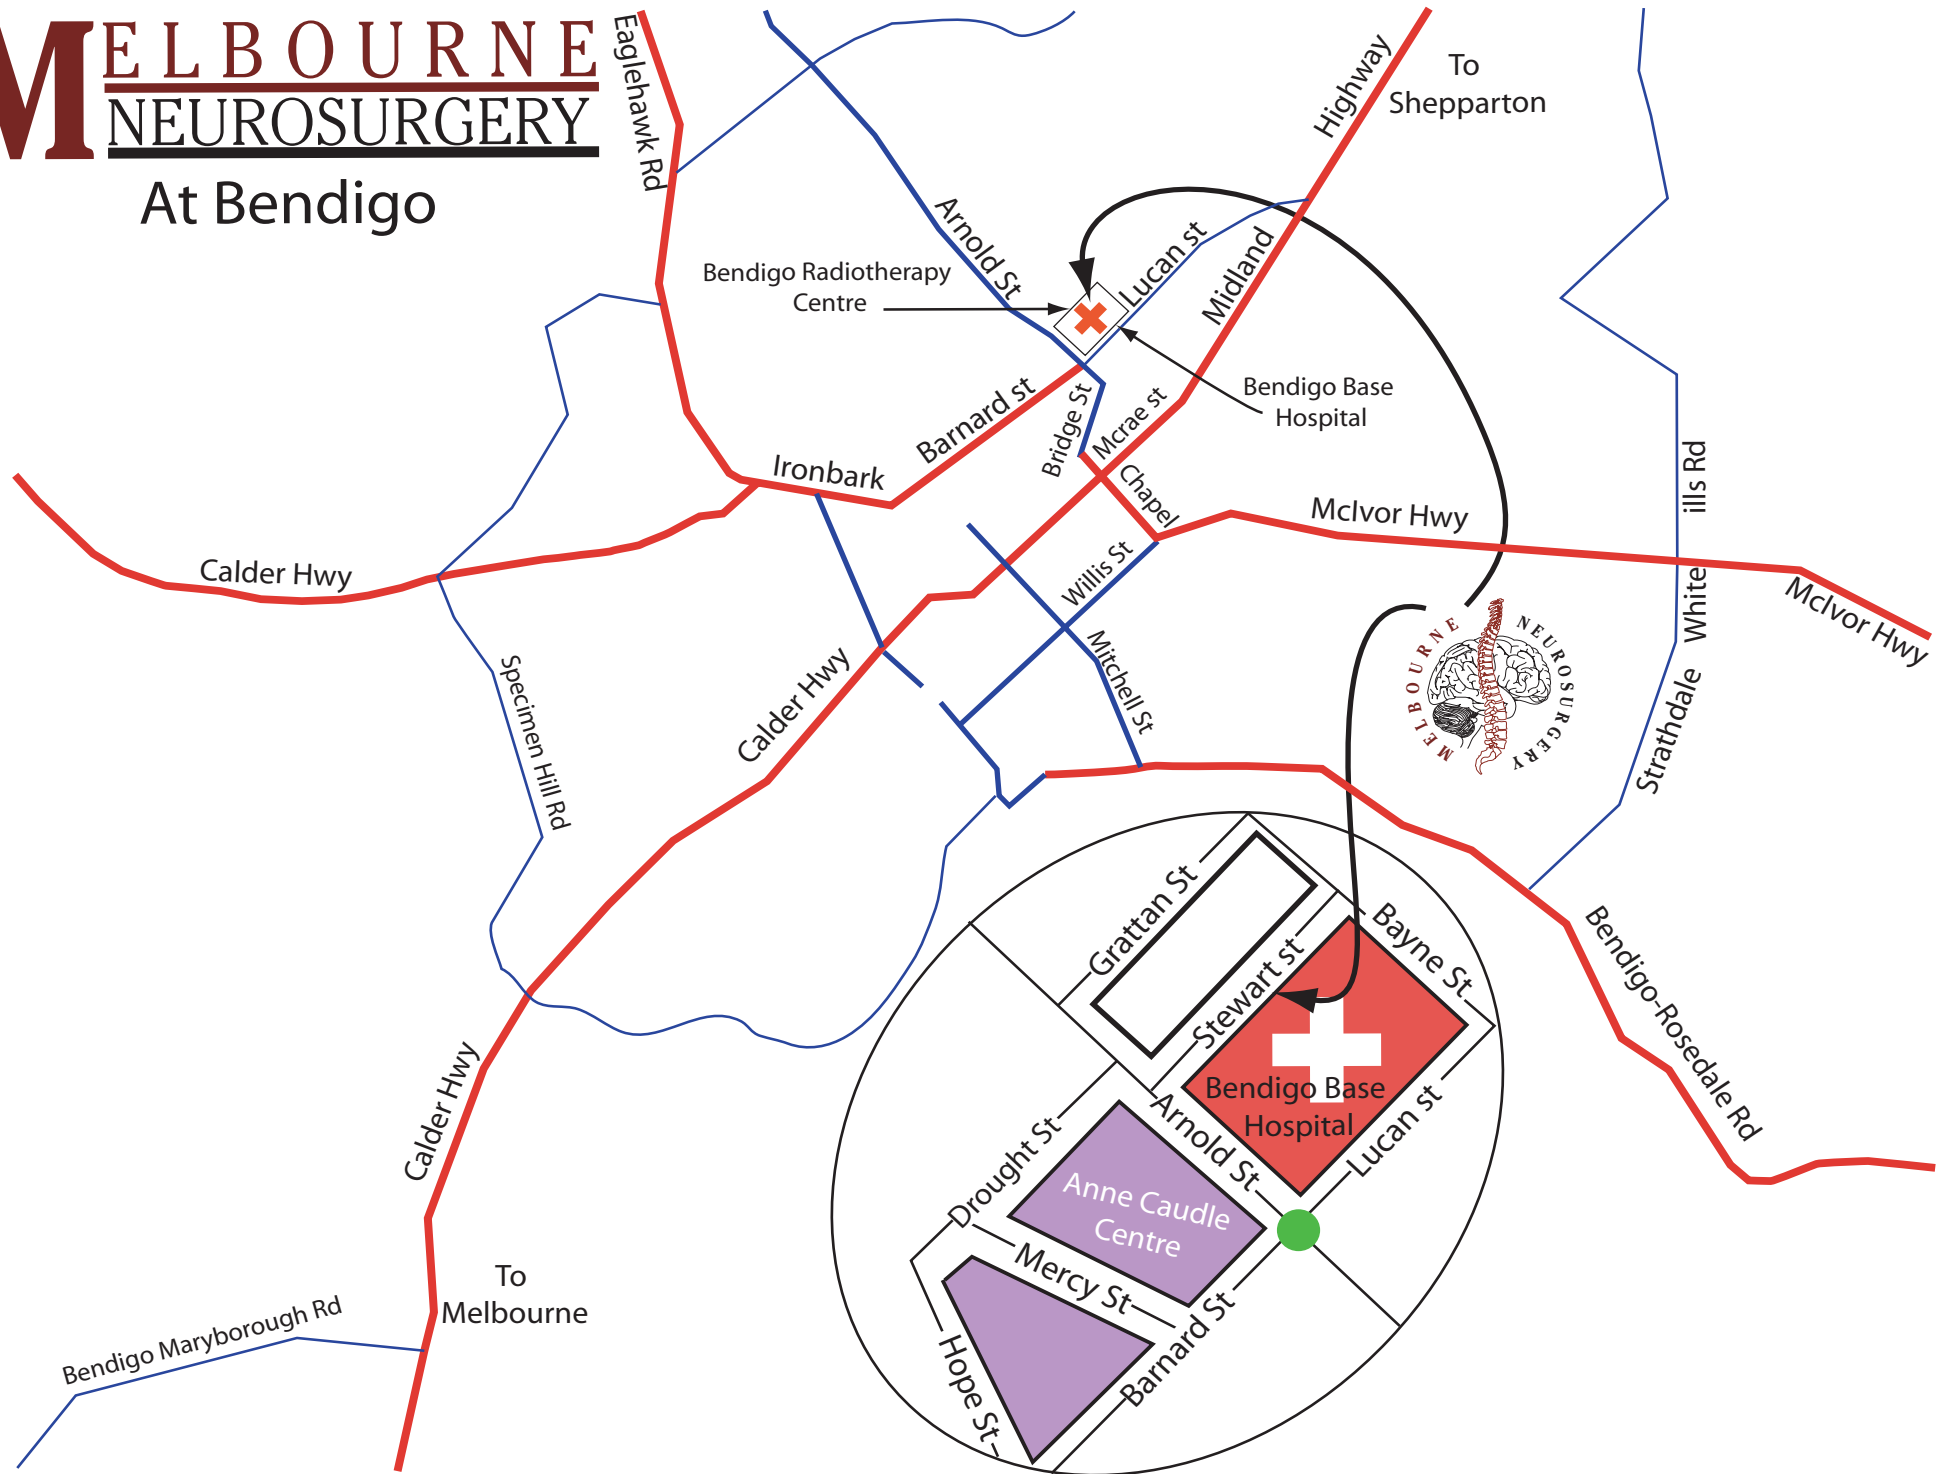 MELBOURNE
NEUROSURGERY
At Bendigo
Eaglehawk Rd
Highway
To
Shepparton
Arnold St
Lucan st
Midland
Bendigo Radiotherapy
Centre
Bendigo Base
Hospital
Barnard st
Bridge St
Mcrae st
Ironbark
Chapel
McIvor Hwy
ills Rd
Calder Hwy
Willis St
White
McIvor Hwy
Mitchell St
Specimen Hill Rd
Calder Hwy
MELBOURNE
NEUROSURGERY
Strathdale
Grattan St
Bayne St
Stewart st
Bendigo-Rosedale Rd
Calder Hwy
Bendigo Base
Hospital
Arnold St
Lucan st
Drought St
Anne Caudle
Centre
Mercy St
To
Melbourne
Barnard St
Hope St
Bendigo Maryborough Rd